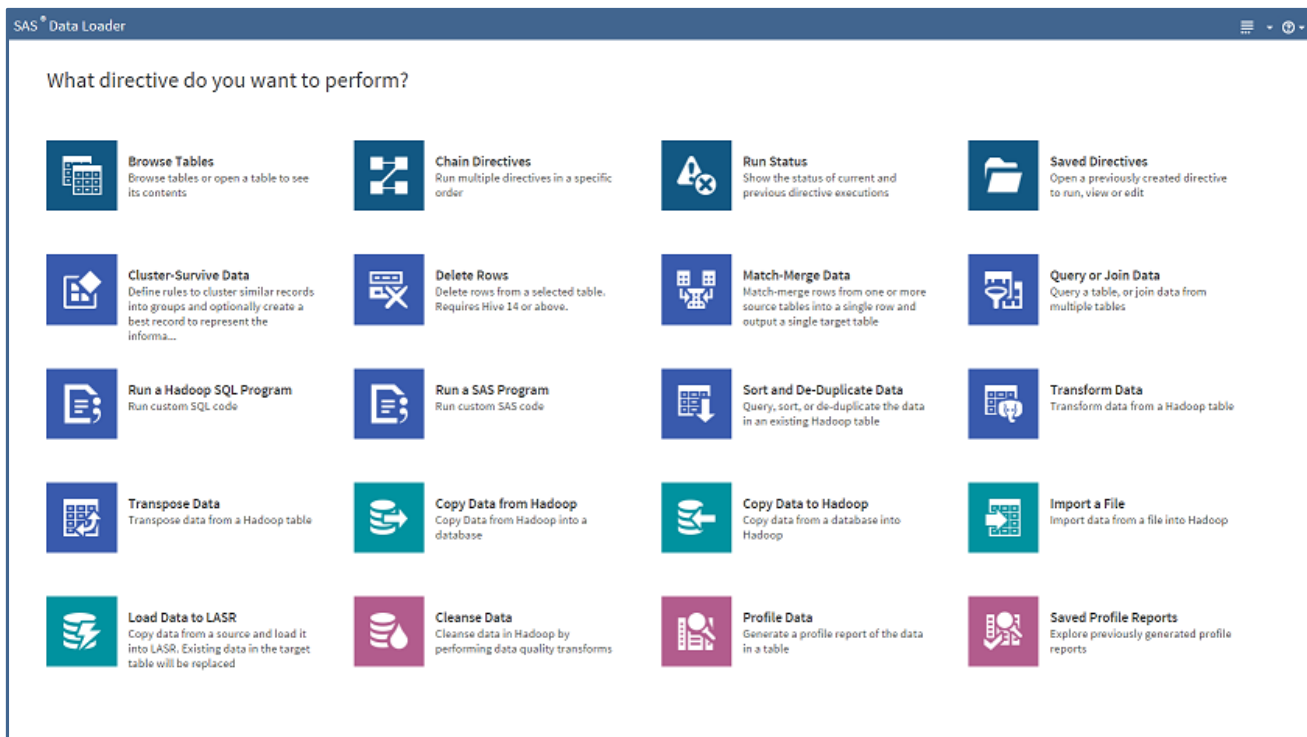 SAS® Data Loader
What directive do you want to perform?
Browse Tables
Browse tables or open a table to see
its contents
Chain Directives
Run multiple directives in a specific
order
Run Status
Show the status of current and
previous directive executions
Saved Directives
Open a previously created directive
to run, view or edit
Cluster-Survive Data
Define rules to cluster similar records
into groups and optionally create a
best record to represent the
informa...
Delete Rows
Delete rows from a selected table.
Requires Hive 14 or above.
Match-Merge Data
Match-merge rows from one or more
source tables into a single row and
output a single target table
Query or Join Data
Query a table, or join data from
multiple tables
Run a Hadoop SQL Program
Run custom SQL code
Run a SAS Program
Run custom SAS code
Sort and De-Duplicate Data
Query, sort, or de-duplicate the data
in an existing Hadoop table
Transform Data
Transform data from a Hadoop table
Transpose Data
Transpose data from a Hadoop table
Copy Data from Hadoop
Copy Data from Hadoop into a
database
Copy Data to Hadoop
Copy data from a database into
Hadoop
Import a File
Import data from a file into Hadoop
Load Data to LASR
Copy data from a source and load it
into LASR. Existing data in the target
table will be replaced
Cleanse Data
Cleanse data in Hadoop by
performing data quality transforms
Profile Data
Generate a profile report of the data
in a table
Saved Profile Reports
Explore previously generated profile
reports